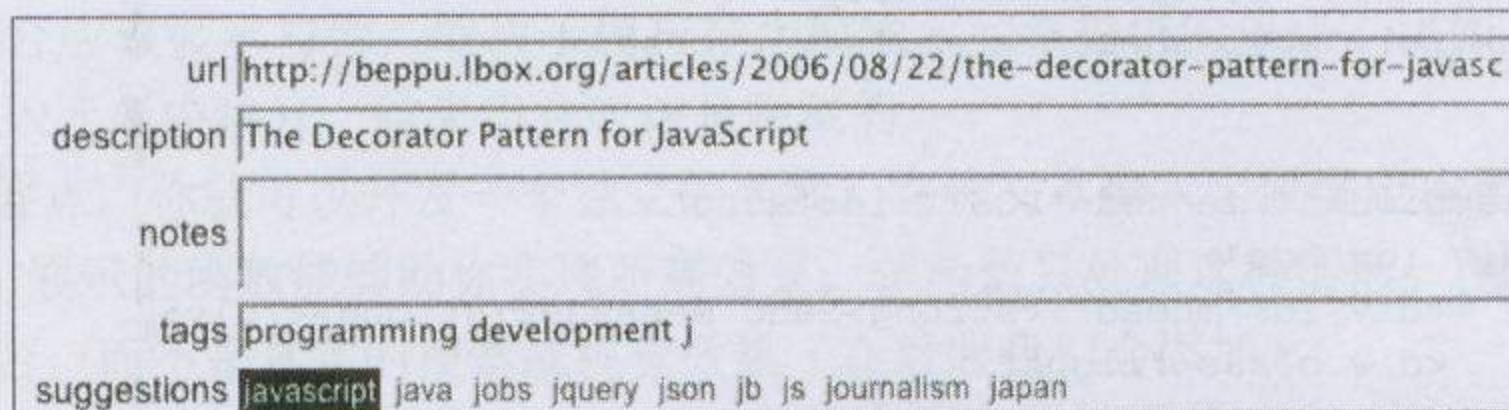 url http://beppu.lbox.org/articles/2006/08/22/the-decorator-pattern-for-javasc
description The Decorator Pattern for JavaScript
notes
tags programming development j
suggestions javascript java jobs jquery json jb js journalism japan